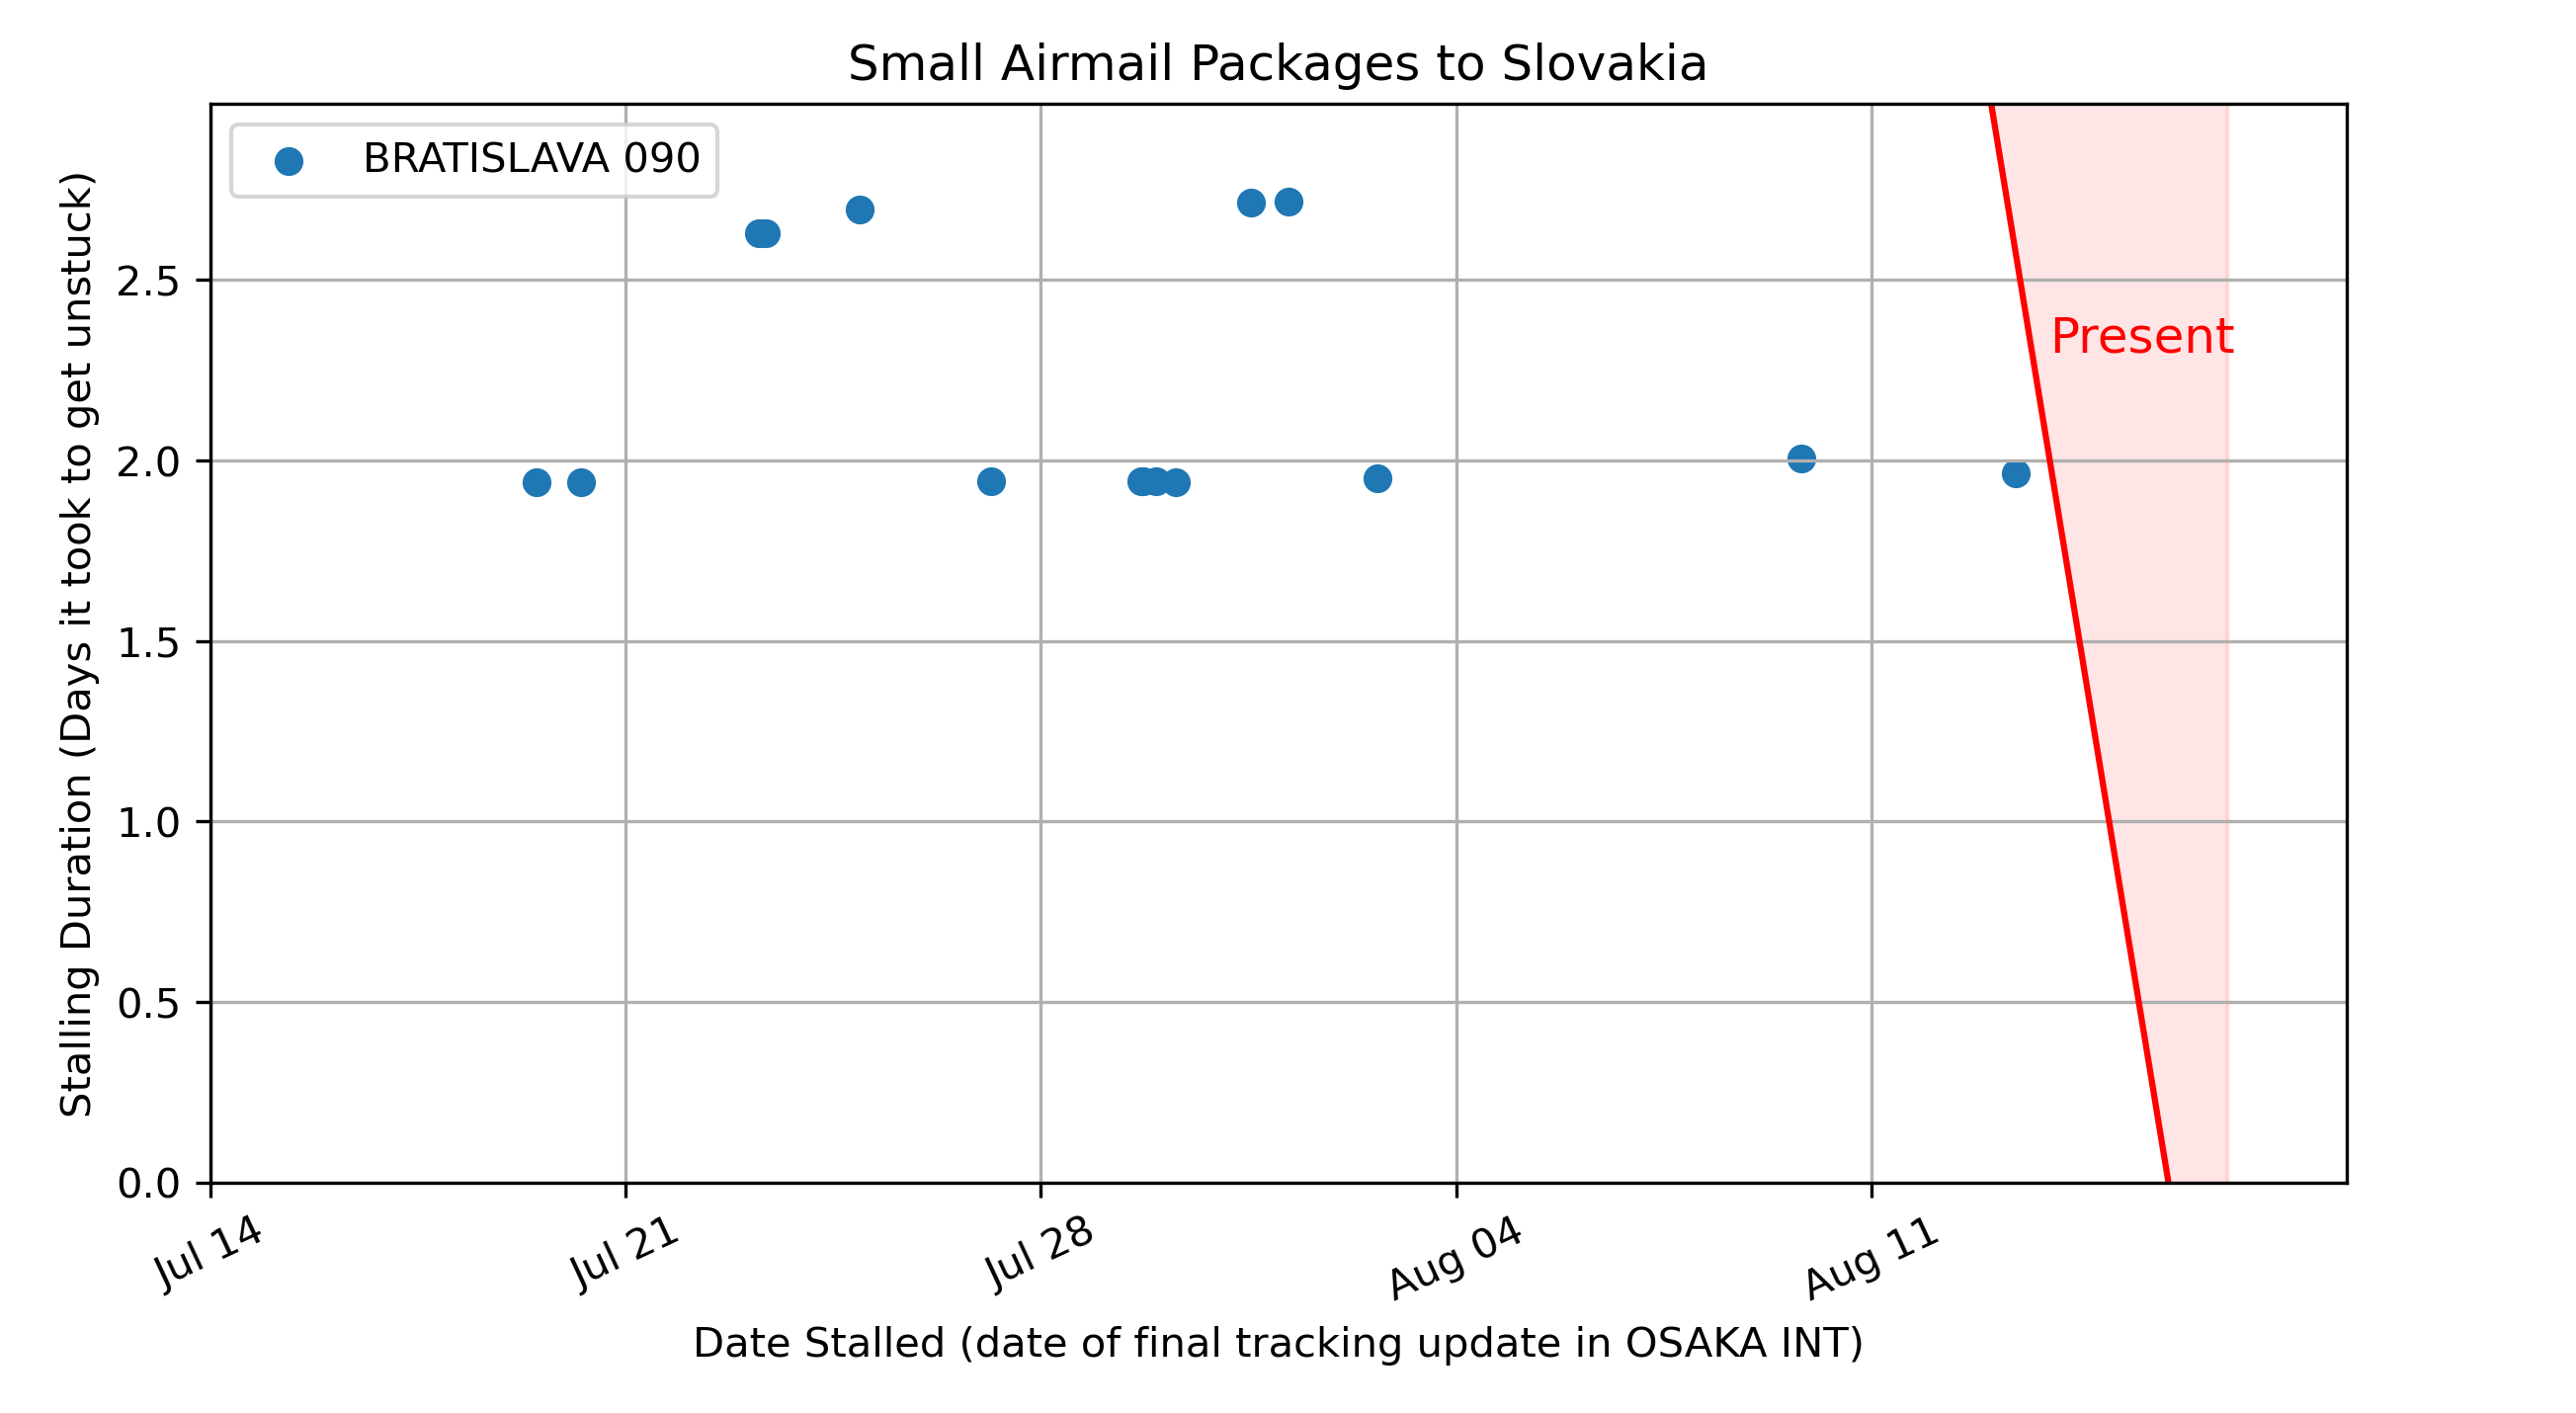 Small Airmail Packages to Slovakia
BRATISLAVA 090
Stalling Duration (Days it took to get unstuck)
2.5
2.0
1.5
1.0
0.5
0.0
Present
Jul 14
Jul 21
Jul 28
Aug 04
Aug 11
Date Stalled (date of final tracking update in OSAKA INT)